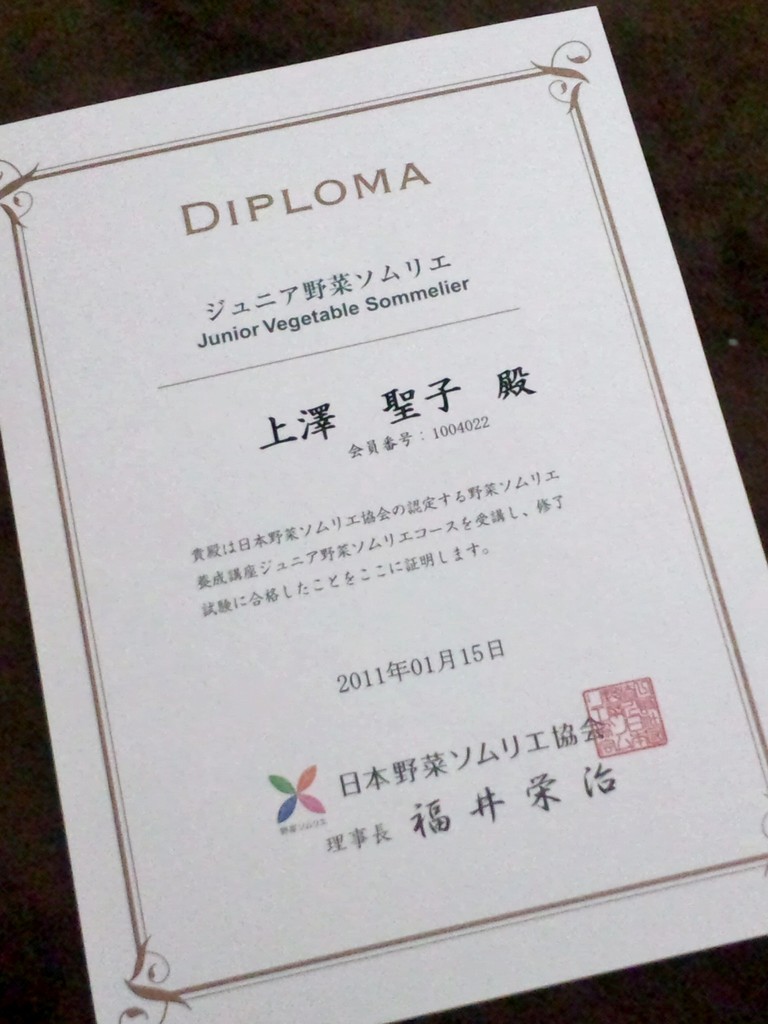 DIPLOMA
ジュニア野菜ソムリエ
Junior Vegetable Sommelier
上澤 聖子 殿
会員番号：1004022
貴殿は日本野菜ソムリエ協会の認定する野菜ソムリエ
養成講座ジュニア野菜ソムリエコースを受講し、修了
試験に合格したことをここに証明します。
2011年01月15日
日本野菜ソムリエ協会
野菜ソムリエ
理事長 福井栄治